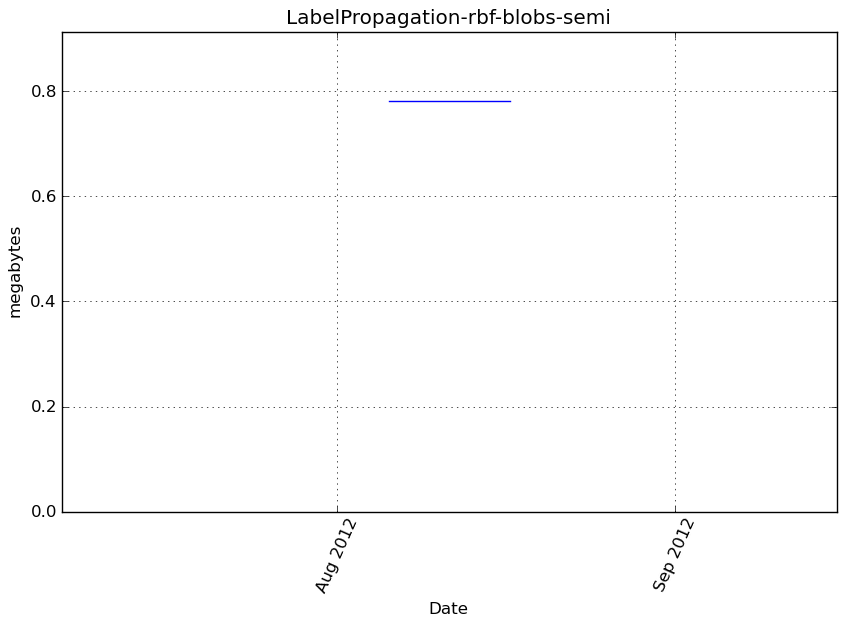 LabelPropagation-rbf-blobs-semi
0.8
0.6
0.4
0.2
0.0
megabytes
Aug 2012
Sep 2012
Date